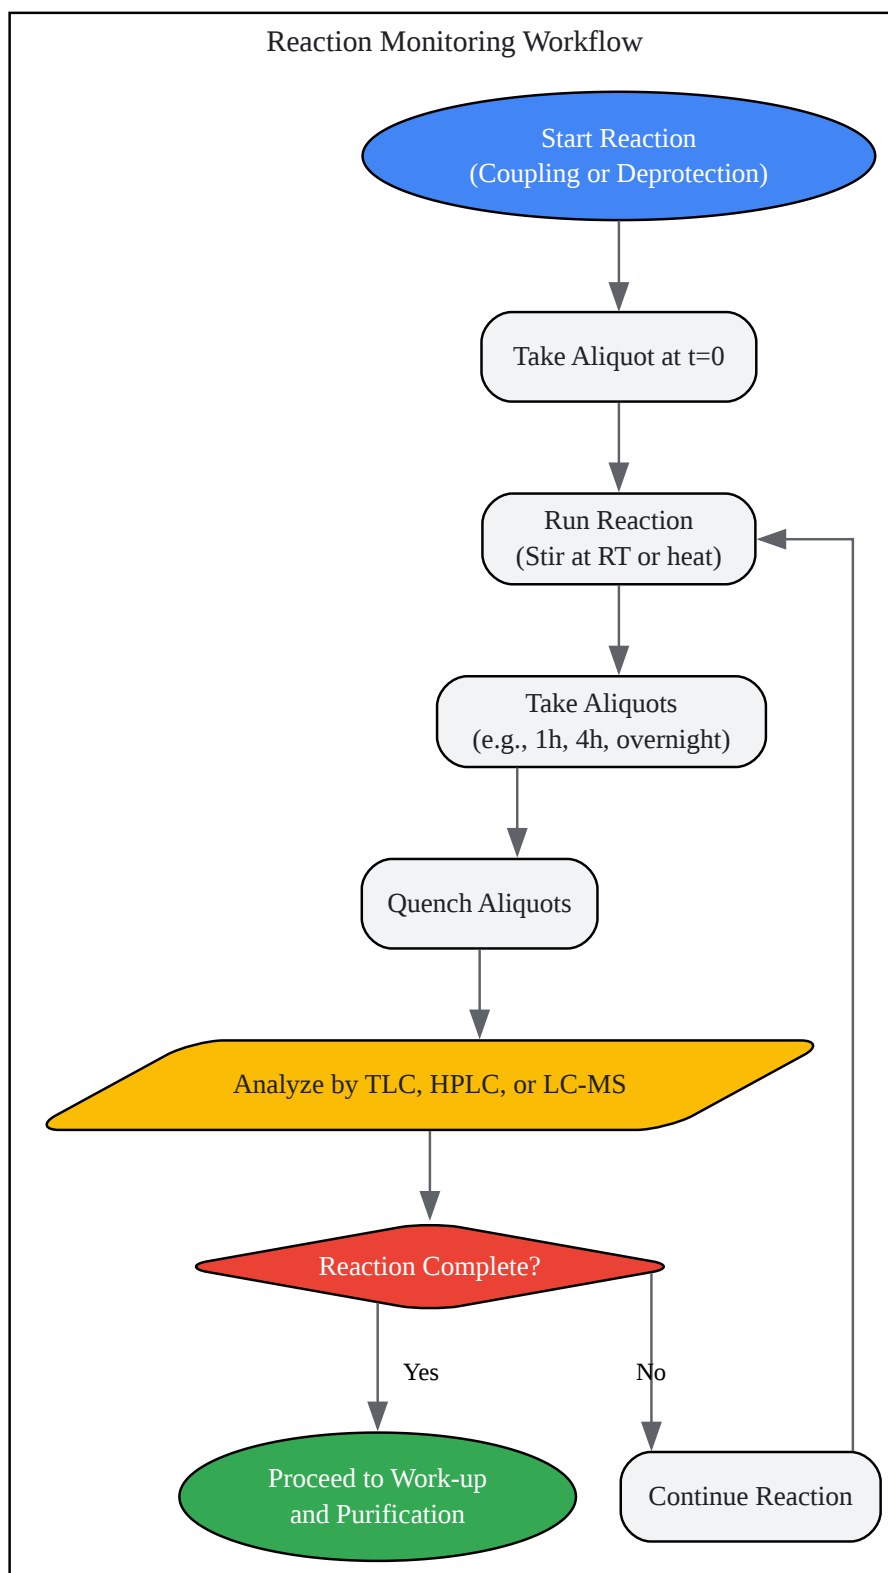 Reaction Monitoring Workflow
Start Reaction
(Coupling or Deprotection)
Take Aliquot at t=0
Run Reaction
(Stir at RT or heat)
Take Aliquots
(e.g., 1h, 4h, overnight)
Quench Aliquots
Analyze by TLC, HPLC, or LC-MS
Reaction Complete?
Yes
No
Proceed to Work-up
and Purification
Continue Reaction